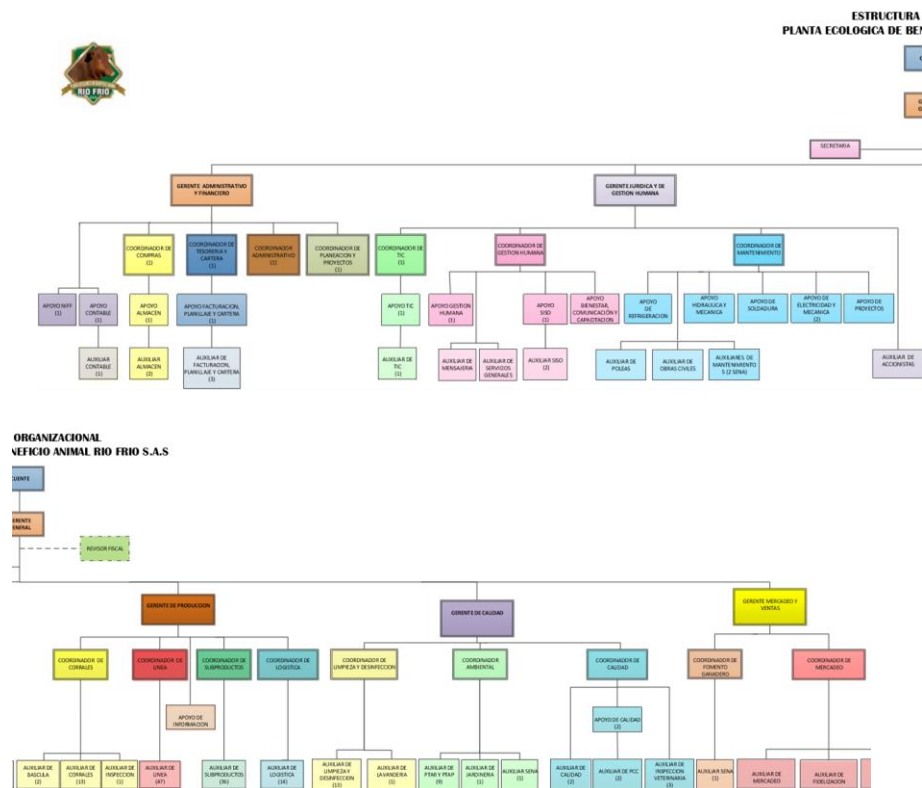 ESTRUCTURA
PLANTA ECOLOGICA DE BEN
RIO FRIO
SECRETARIA
GERENTE ADMINISTRATIVO
Y FINANCIERO
GERENTE JURIDICA Y DE
GESTION HUMANA
COORDINADOR DE
COMPRAS
(1)
COORDINADOR DE
TESORERIA Y
CARTERA
(1)
COORDINADOR
ADMINISTRATIVO
(1)
COORDINADOR DE
PLANEACION Y
PROYECTOS
(1)
COORDINADOR DE
TIC
(1)
COORDINADOR DE
GESTION HUMANA
COORDINADOR DE
MANTENIMIENTO
APOYO NIFF
(1)
APOYO
CONTABLE
(1)
APOYO
ALMACEN
(1)
APOYO FACTURACION,
PLANILLAJE Y CARTERA
(1)
APOYO TIC
(1)
APOYO GESTION
HUMANA
(1)
APOYO
SISO
(1)
APOYO
BIENESTAR,
COMUNICACIÓN Y
CAPACITACION
APOYO
DE
REFRIGERACION
APOYO
HIDRAULICA Y
MECANICA
APOYO DE
SOLDADURA
APOYO DE
ELECTRICIDAD Y
MECANICA
(2)
APOYO DE
PROYECTOS
AUXILIAR
CONTABLE
(1)
AUXILIAR
ALMACEN
(2)
AUXILIAR DE
FACTURACION,
PLANILLAJE Y CARTERA
(3)
AUXILIAR DE
TIC
(1)
AUXILIAR DE
MENSAJERIA
AUXILIAR DE
SERVICIOS
GENERALES
AUXILIAR SISO
(2)
AUXILIAR DE
POLEAS
AUXILIAR DE
OBRAS CIVILES
AUXILIARES DE
MANTENIMIENTO
S (2 SENA)
AUXILIAR DE
ACCIONISTAS
ORGANIZACIONAL
NEFICIO ANIMAL RIO FRIO S.A.S
CUENTE
ERENTE
ENERAL
REVISOR FISCAL
GERENTE DE PRODUCCION
GERENTE DE CALIDAD
GERENTE MERCADEO Y
VENTAS
COORDINADOR DE
CORRALES
COORDINADOR DE
LINEA
COORDINADOR DE
SUBPRODUCTOS
COORDINADOR DE
LOGISTICA
COORDINADOR DE
LIMPIEZA Y DESINFECCION
COORDINADOR
AMBIENTAL
COORDINADOR DE
CALIDAD
COORDINADOR DE
FOMENTO
GANADERO
COORDINADOR DE
MERCADEO
APOYO DE
INFORMACION
APOYO DE CALIDAD
(2)
AUXILIAR DE
BASCULA
(2)
AUXILIAR DE
CORRALES
(13)
AUXILIAR DE
INSPECCION
(1)
AUXILIAR DE
LINEA
(47)
AUXILIAR DE
SUBPRODUCTOS
(36)
AUXILIAR DE
LOGISTICA
(14)
AUXILIAR DE
LIMPIEZA Y
DESINFECCION
(15)
AUXILIAR DE
LAVANDERIA
(1)
AUXILIAR DE
PTAR Y PTAP
(9)
AUXILIAR DE
JARDINERIA
(1)
AUXILIAR SENA
(1)
AUXILIAR DE
CALIDAD
(2)
AUXILIAR DE PCC
(2)
AUXILIAR DE
INSPECCION
VETERINARIA
(3)
AUXILIAR SENA
(1)
AUXILIAR DE
MERCADEO
AUXILIAR DE
FIDELIZACION